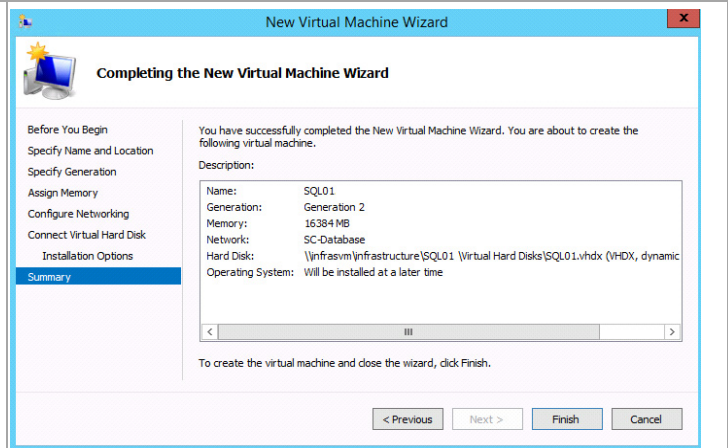 New Virtual Machine Wizard
x
Completing the New Virtual Machine Wizard
Before You Begin
Specify Name and Location
Specify Generation
Assign Memory
Configure Networking
Connect Virtual Hard Disk
Installation Options
Summary
You have successfully completed the New Virtual Machine Wizard. You are about to create the
following virtual machine.
Description:
Name: SQL01
Generation: Generation 2
Memory: 16384 MB
Network: SC-Database
Hard Disk: \\infrasvm\infrastructure\SQL01 \Virtual Hard Disks\SQL01.vhdx (VHDX, dynamic
Operating System: Will be installed at a later time
To create the virtual machine and close the wizard, click Finish.
< Previous Next > Finish Cancel